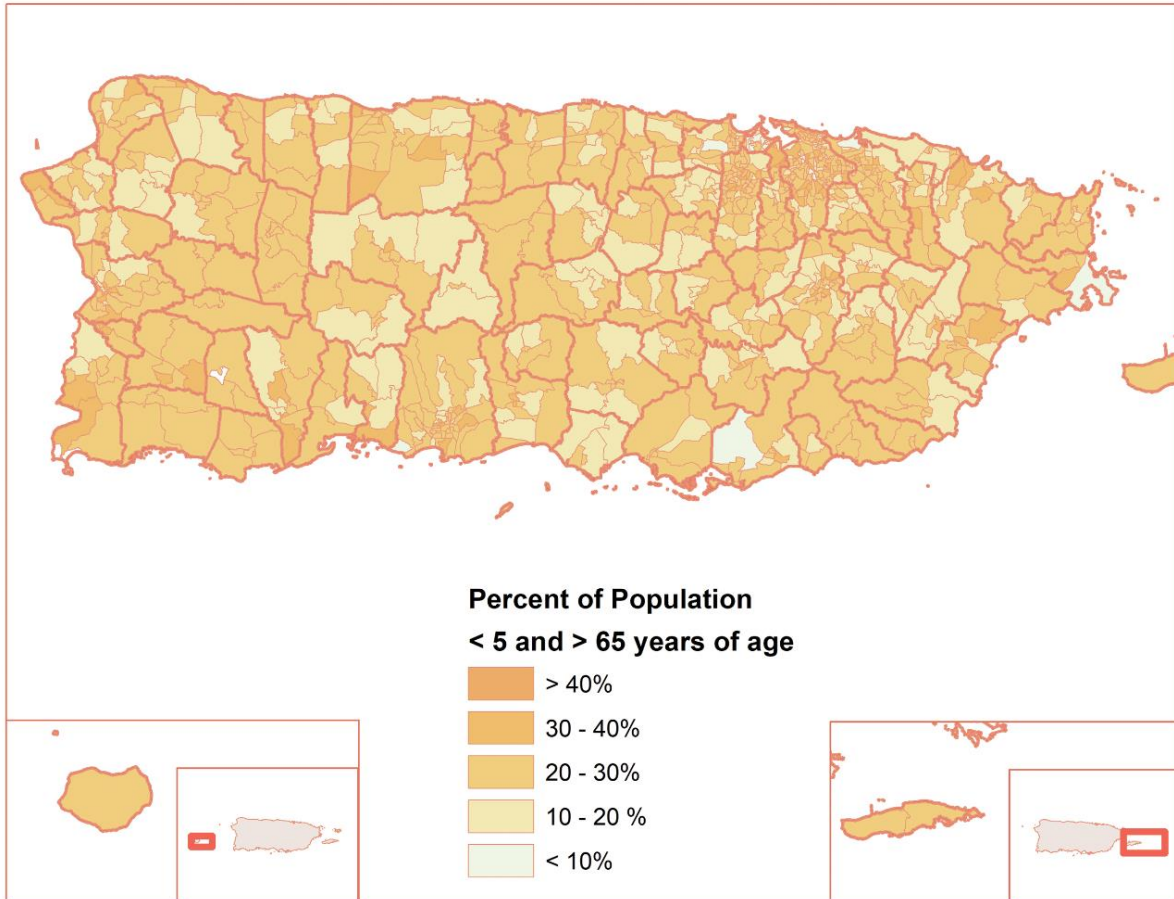 Percent of Population
< 5 and > 65 years of age
> 40%
30 - 40%
20 - 30%
10 - 20 %
< 10%